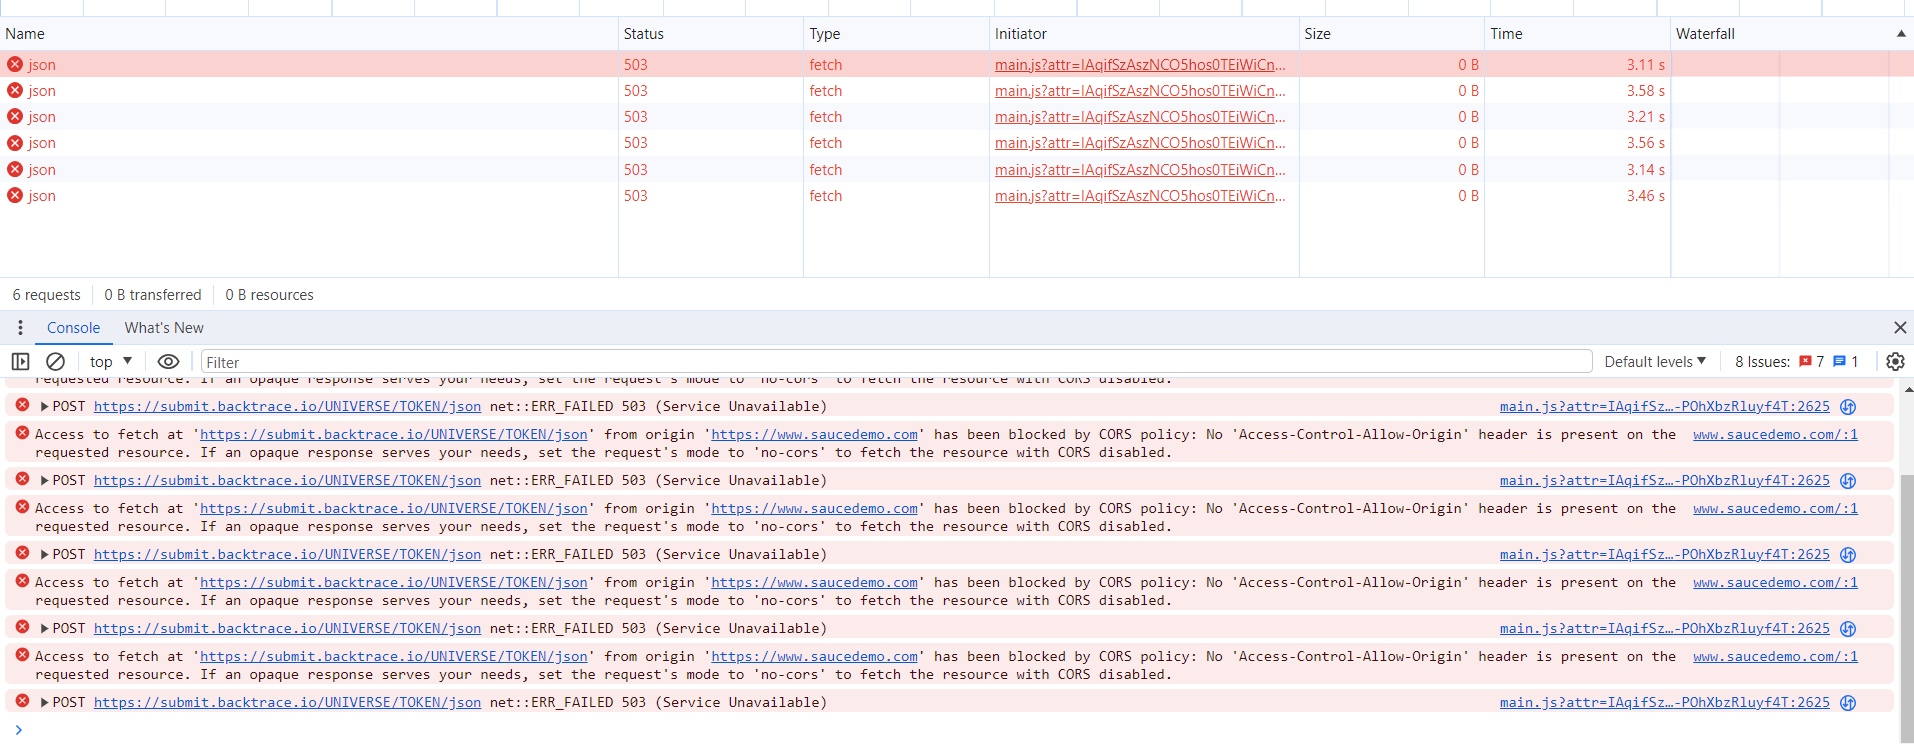 Name Status Type Initiator Size Time Waterfall
json 503 fetch main.js?attr=IAqifSzAszNCO5hos0TEiWiCn... 0 B 3.11 s
json 503 fetch main.js?attr=IAqifSzAszNCO5hos0TEiWiCn... 0 B 3.58 s
json 503 fetch main.js?attr=IAqifSzAszNCO5hos0TEiWiCn... 0 B 3.21 s
json 503 fetch main.js?attr=IAqifSzAszNCO5hos0TEiWiCn... 0 B 3.56 s
json 503 fetch main.js?attr=IAqifSzAszNCO5hos0TEiWiCn... 0 B 3.14 s
json 503 fetch main.js?attr=IAqifSzAszNCO5hos0TEiWiCn... 0 B 3.46 s
6 requests 0 B transferred 0 B resources
Console What's New
top Filter Default levels 8 Issues: 7 1
requested resource. If an opaque response serves your needs, set the request's mode to 'no-cors' to fetch the resource with CORS disabled.
POST https://submit.backtrace.io/UNIVERSE/TOKEN/json net::ERR_FAILED 503 (Service Unavailable) main.js?attr=IAqifSz…-POhXbzRluyf4T:2625
Access to fetch at 'https://submit.backtrace.io/UNIVERSE/TOKEN/json' from origin 'https://www.saucedemo.com' has been blocked by CORS policy: No 'Access-Control-Allow-Origin' header is present on the www.saucedemo.com/:1
requested resource. If an opaque response serves your needs, set the request's mode to 'no-cors' to fetch the resource with CORS disabled.
POST https://submit.backtrace.io/UNIVERSE/TOKEN/json net::ERR_FAILED 503 (Service Unavailable) main.js?attr=IAqifSz…-POhXbzRluyf4T:2625
Access to fetch at 'https://submit.backtrace.io/UNIVERSE/TOKEN/json' from origin 'https://www.saucedemo.com' has been blocked by CORS policy: No 'Access-Control-Allow-Origin' header is present on the www.saucedemo.com/:1
requested resource. If an opaque response serves your needs, set the request's mode to 'no-cors' to fetch the resource with CORS disabled.
POST https://submit.backtrace.io/UNIVERSE/TOKEN/json net::ERR_FAILED 503 (Service Unavailable) main.js?attr=IAqifSz…-POhXbzRluyf4T:2625
Access to fetch at 'https://submit.backtrace.io/UNIVERSE/TOKEN/json' from origin 'https://www.saucedemo.com' has been blocked by CORS policy: No 'Access-Control-Allow-Origin' header is present on the www.saucedemo.com/:1
requested resource. If an opaque response serves your needs, set the request's mode to 'no-cors' to fetch the resource with CORS disabled.
POST https://submit.backtrace.io/UNIVERSE/TOKEN/json net::ERR_FAILED 503 (Service Unavailable) main.js?attr=IAqifSz…-POhXbzRluyf4T:2625
Access to fetch at 'https://submit.backtrace.io/UNIVERSE/TOKEN/json' from origin 'https://www.saucedemo.com' has been blocked by CORS policy: No 'Access-Control-Allow-Origin' header is present on the www.saucedemo.com/:1
requested resource. If an opaque response serves your needs, set the request's mode to 'no-cors' to fetch the resource with CORS disabled.
POST https://submit.backtrace.io/UNIVERSE/TOKEN/json net::ERR_FAILED 503 (Service Unavailable) main.js?attr=IAqifSz…-POhXbzRluyf4T:2625